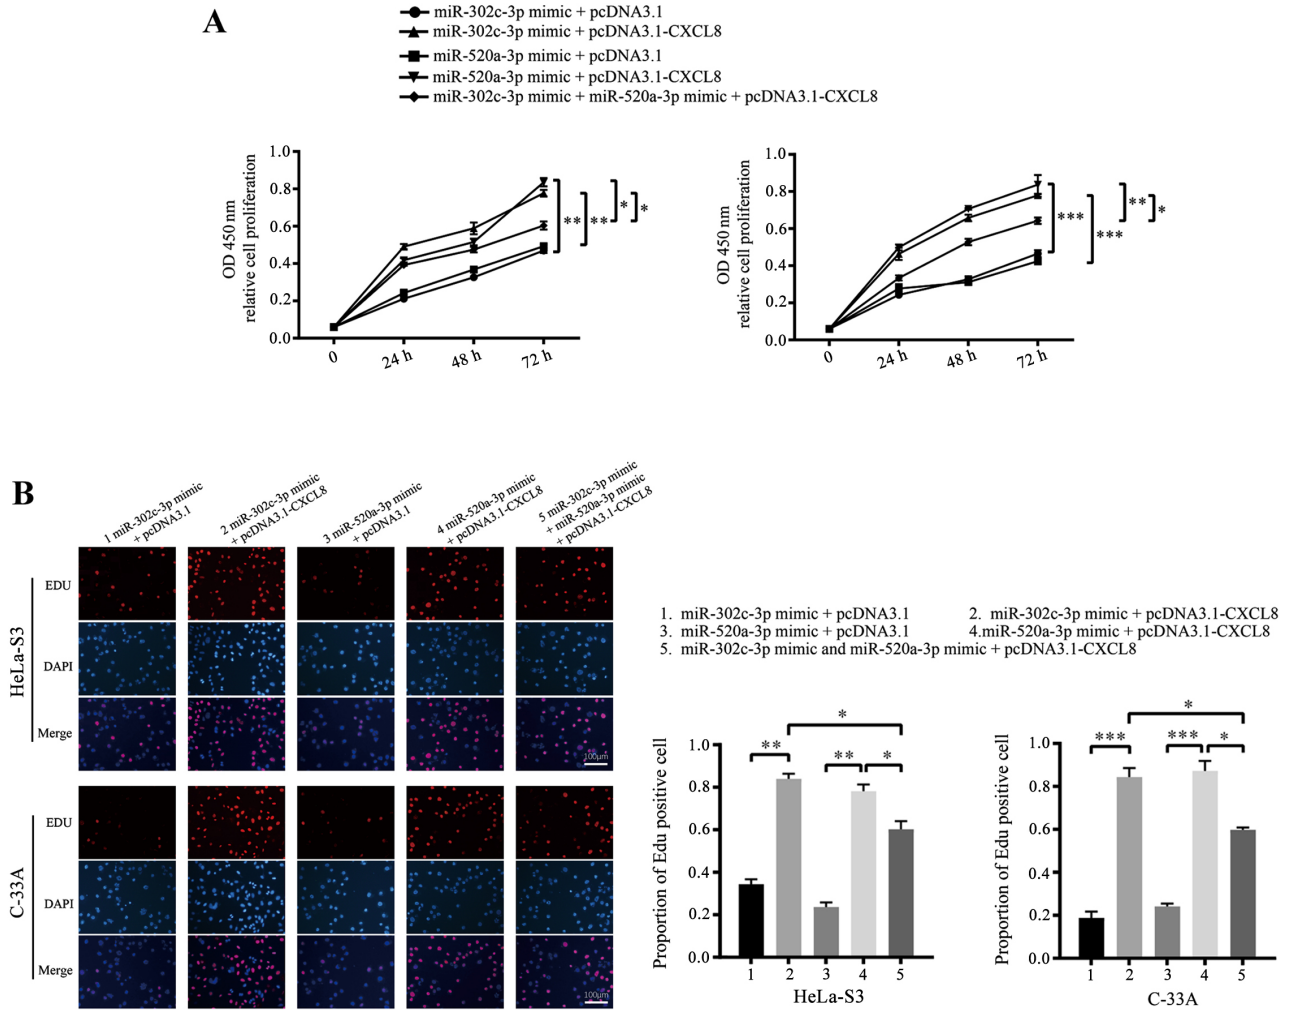 A
miR-302c-3p mimic + pcDNA3.1
miR-302c-3p mimic + pcDNA3.1-CXCL8
miR-520a-3p mimic + pcDNA3.1
miR-520a-3p mimic + pcDNA3.1-CXCL8
miR-302c-3p mimic + miR-520a-3p mimic + pcDNA3.1-CXCL8
OD 450 nm
relative cell proliferation
1.0
0.8
0.6
0.4
0.2
0.0
0
24 h
48 h
72 h
** ** * *
OD 450 nm
relative cell proliferation
1.0
0.8
0.6
0.4
0.2
0.0
0
24 h
48 h
72 h
*** *** ** *
B
1 miR-302c-3p mimic
+ pcDNA3.1
2 miR-302c-3p mimic
+ pcDNA3.1-CXCL8
3 miR-520a-3p mimic
+ pcDNA3.1
4 miR-520a-3p mimic
+ pcDNA3.1-CXCL8
5 miR-302c-3p mimic
+ miR-520a-3p mimic
+ pcDNA3.1-CXCL8
HeLa-S3
EDU
DAPI
Merge
100μm
C-33A
EDU
DAPI
Merge
100μm
1. miR-302c-3p mimic + pcDNA3.1
2. miR-302c-3p mimic + pcDNA3.1-CXCL8
3. miR-520a-3p mimic + pcDNA3.1
4.miR-520a-3p mimic + pcDNA3.1-CXCL8
5. miR-302c-3p mimic and miR-520a-3p mimic + pcDNA3.1-CXCL8
Proportion of Edu positive cell
1.0
0.8
0.6
0.4
0.2
0.0
*
** ** *
1 2 3 4 5
HeLa-S3
Proportion of Edu positive cell
1.0
0.8
0.6
0.4
0.2
0.0
*
*** *** *
1 2 3 4 5
C-33A